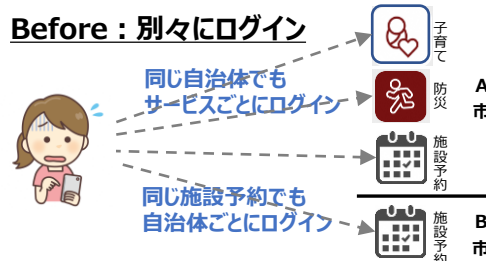 Before：別々にログイン
子育て
同じ自治体でも
サービスごとにログイン
防災
A
市
施設予約
同じ施設予約でも
自治体ごとにログイン
施設予約
B
市